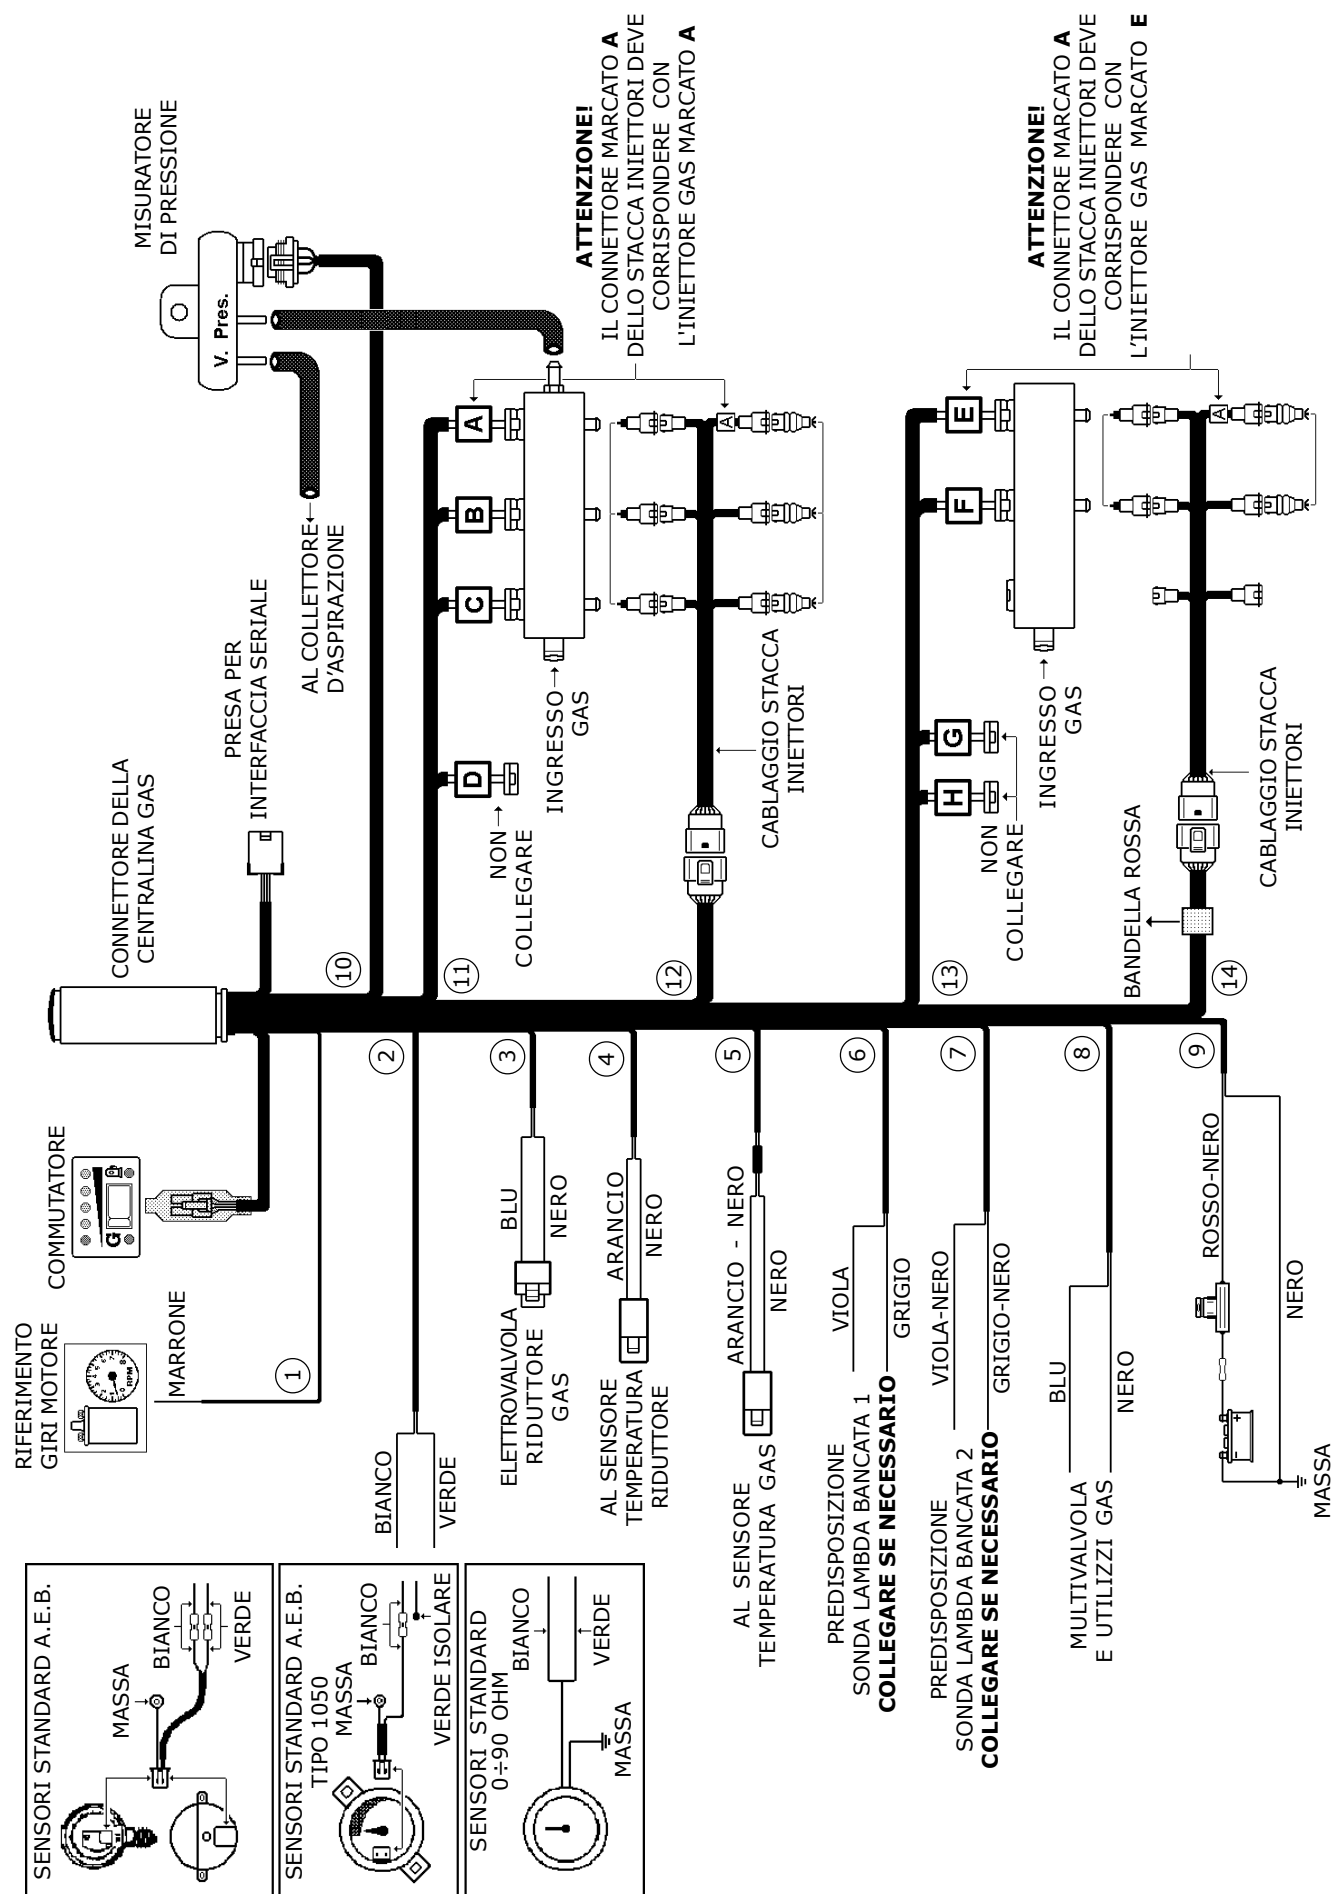 SENSORI STANDARD A.E.B.
MASSA
BIANCO
VERDE
SENSORI STANDARD A.E.B.
TIPO 1050
MASSA
BIANCO
VERDE ISOLARE
SENSORI STANDARD
0÷90 OHM
BIANCO
VERDE
MASSA
RIFERIMENTO
GIRI MOTORE
RPM
MARRONE
1
COMMUTATORE
G
CONNETTORE DELLA
CENTRALINA GAS
PRESA PER
INTERFACCIA SERIALE
MISURATORE
DI PRESSIONE
V. Pres.
AL COLLETTORE
D'ASPIRAZIONE
BIANCO
VERDE
2
ELETTROVALVOLA
RIDUTTORE
GAS
BLU
NERO
3
AL SENSORE
TEMPERATURA
RIDUTTORE
ARANCIO
NERO
4
AL SENSORE
TEMPERATURA GAS
ARANCIO - NERO
NERO
5
PREDISPOSIZIONE
SONDA LAMBDA BANCATA 1
COLLEGARE SE NECESSARIO
VIOLA
GRIGIO
6
PREDISPOSIZIONE
SONDA LAMBDA BANCATA 2
COLLEGARE SE NECESSARIO
VIOLA-NERO
GRIGIO-NERO
7
MULTIVALVOLA
E UTILIZZI GAS
BLU
NERO
8
MASSA
- +
ROSSO-NERO
NERO
9
10
11
D
C
B
A
NON
COLLEGARE
INGRESSO
GAS
ATTENZIONE!
IL CONNETTORE MARCATO A
DELLO STACCA INIETTORI DEVE
CORRISPONDERE CON
L'INIETTORE GAS MARCATO A
12
A
CABLAGGIO STACCA
INIETTORI
13
H
G
F
E
NON
COLLEGARE
INGRESSO
GAS
ATTENZIONE!
IL CONNETTORE MARCATO A
DELLO STACCA INIETTORI DEVE
CORRISPONDERE CON
L'INIETTORE GAS MARCATO E
14
BANDELLA ROSSA
A
CABLAGGIO STACCA
INIETTORI